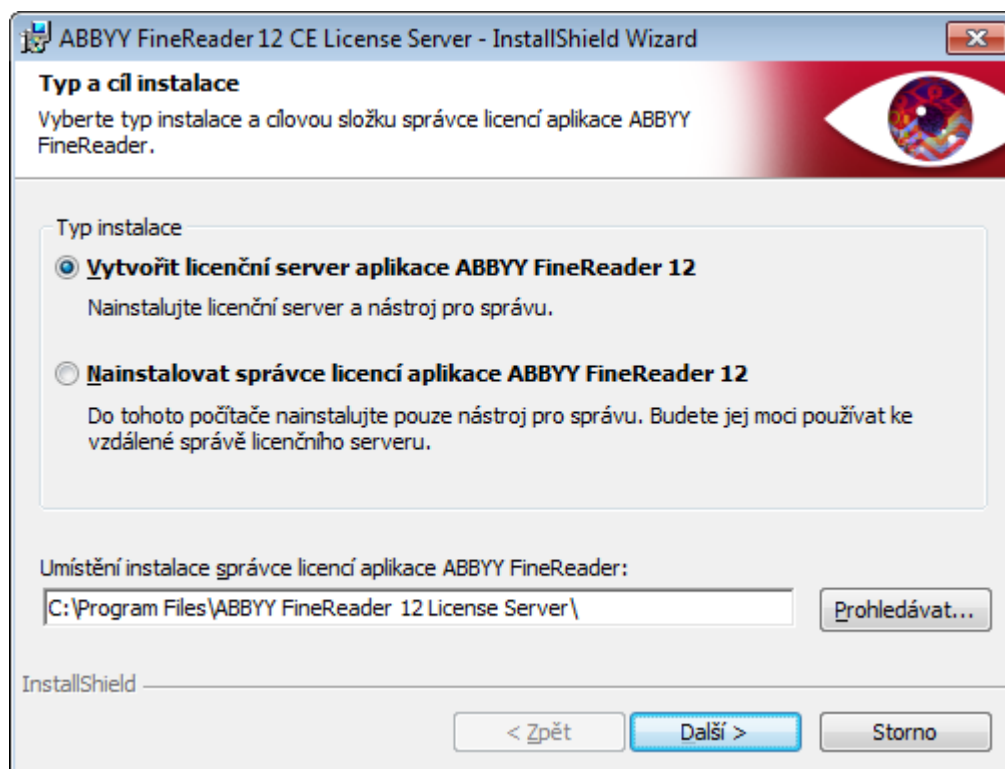 ABBYY FineReader 12 CE License Server - InstallShield Wizard
Typ a cíl instalace
Vyberte typ instalace a cílovou složku správce licencí aplikace ABBYY
FineReader.
Typ instalace
Vytvořit licenční server aplikace ABBYY FineReader 12
Nainstalujte licenční server a nástroj pro správu.
Nainstalovat správce licencí aplikace ABBYY FineReader 12
Do tohoto počítače nainstalujte pouze nástroj pro správu. Budete jej moci používat ke
vzdálené správě licenčního serveru.
Umístění instalace správce licencí aplikace ABBYY FineReader:
C:\Program Files\ABBYY FineReader 12 License Server\
Prohledávat...
InstallShield
< Zpět
Další >
Storno